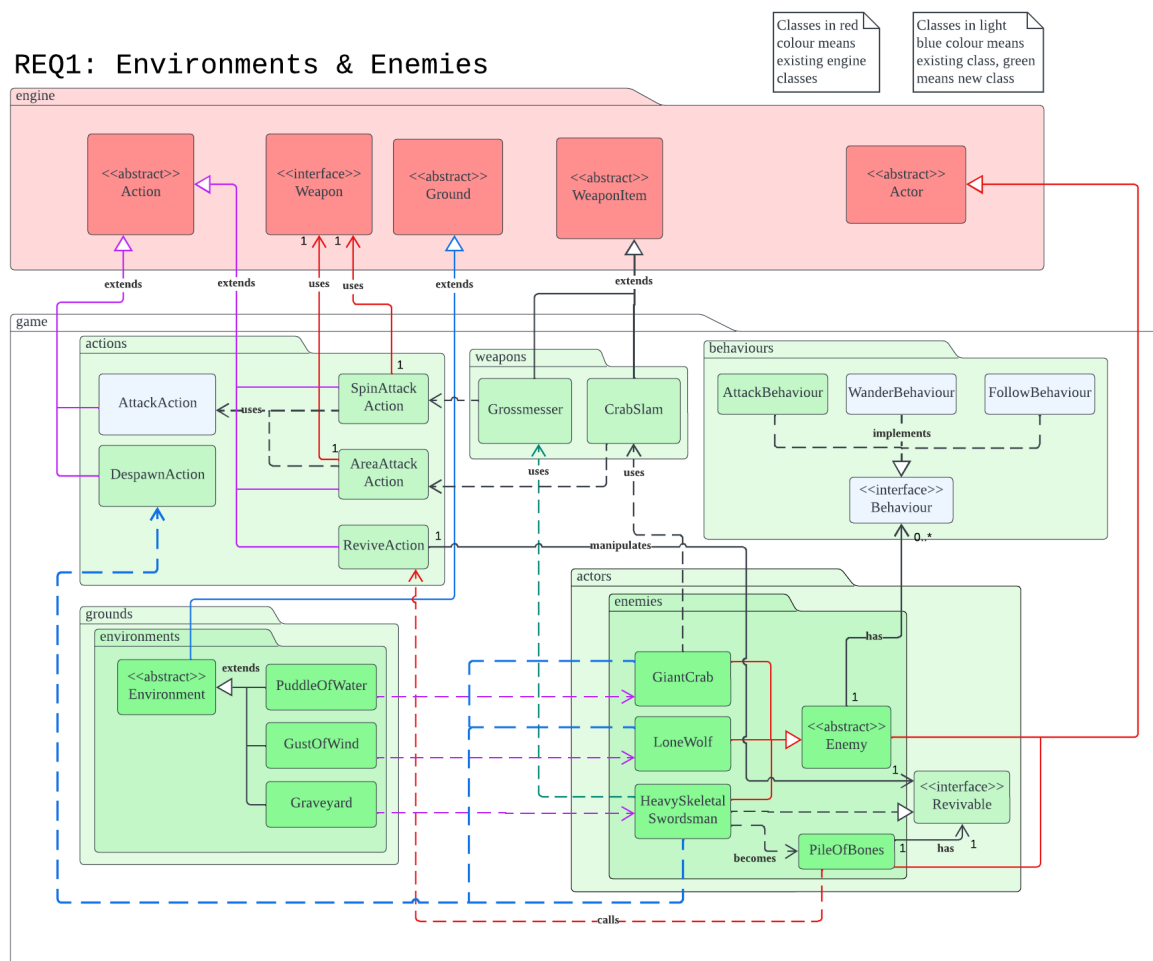 Classes in red
colour means
existing engine
classes
Classes in light
blue colour means
existing class, green
means new class
REQ1: Environments & Enemies
engine
<<abstract>>
Action
<<interface>>
Weapon
<<abstract>>
Ground
<<abstract>>
WeaponItem
<<abstract>>
Actor
1
1
extends
extends
uses
uses
extends
extends
game
actions
weapons
behaviours
1
AttackAction
SpinAttack
Action
Grossmesser
CrabSlam
AttackBehaviour
WanderBehaviour
FollowBehaviour
uses
implements
1
DespawnAction
AreaAttack
Action
uses
uses
<<interface>>
Behaviour
ReviveAction
1
manipulates
0..*
actors
enemies
grounds
environments
has
extends
<<abstract>>
Environment
PuddleOfWater
GiantCrab
1
<<abstract>>
Enemy
GustOfWind
LoneWolf
1
<<interface>>
Revivable
Graveyard
HeavySkeletal
Swordsman
becomes
PileOfBones
1
has
1
calls